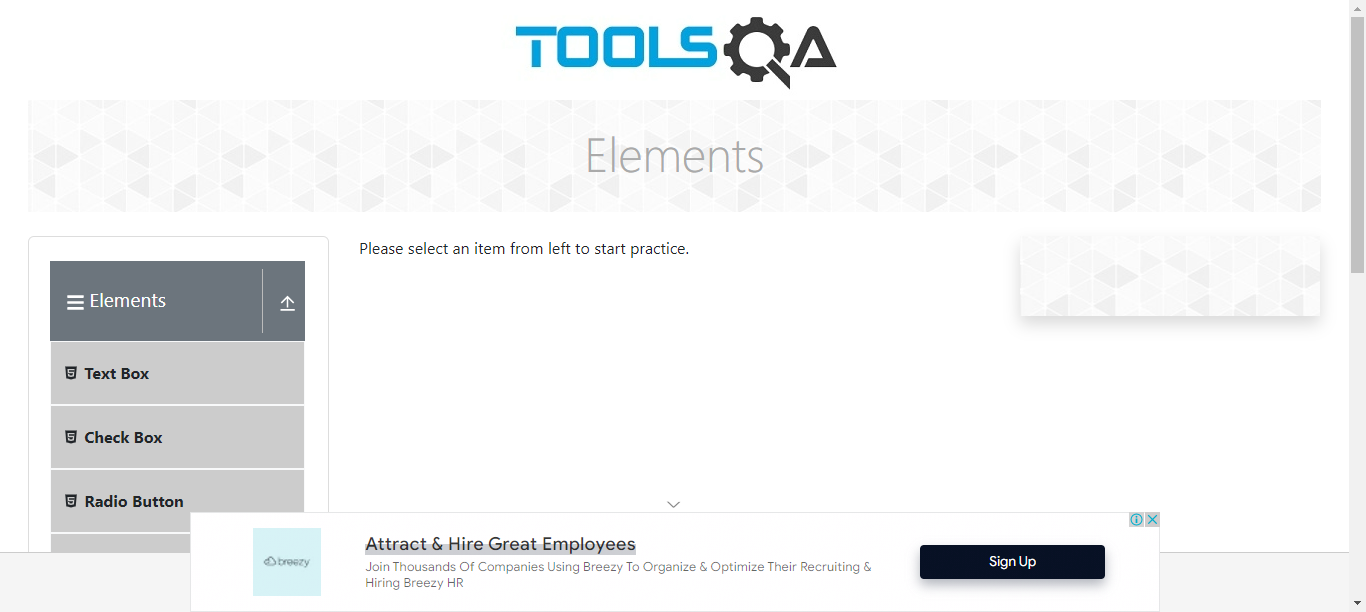 TOOLSQA
Elements
Elements
Text Box
Check Box
Radio Button
Please select an item from left to start practice.
breezy
Attract & Hire Great Employees
Join Thousands Of Companies Using Breezy To Organize & Optimize Their Recruiting &
Hiring Breezy HR
Sign Up